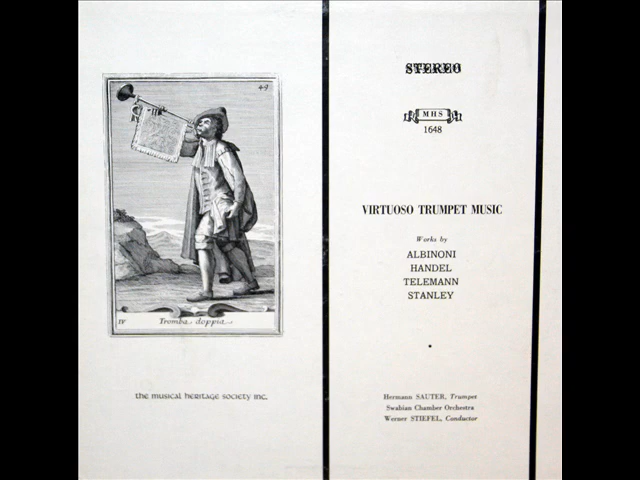 49
IV
Tromba doppia
the musical heritage society inc.
STEREO
MHS
1648
VIRTUOSO TRUMPET MUSIC
Works by
ALBINONI
HANDEL
TELEMANN
STANLEY
Hermann SAUTER, Trumpet
Swabian Chamber Orchestra
Werner STIEFEL, Conductor